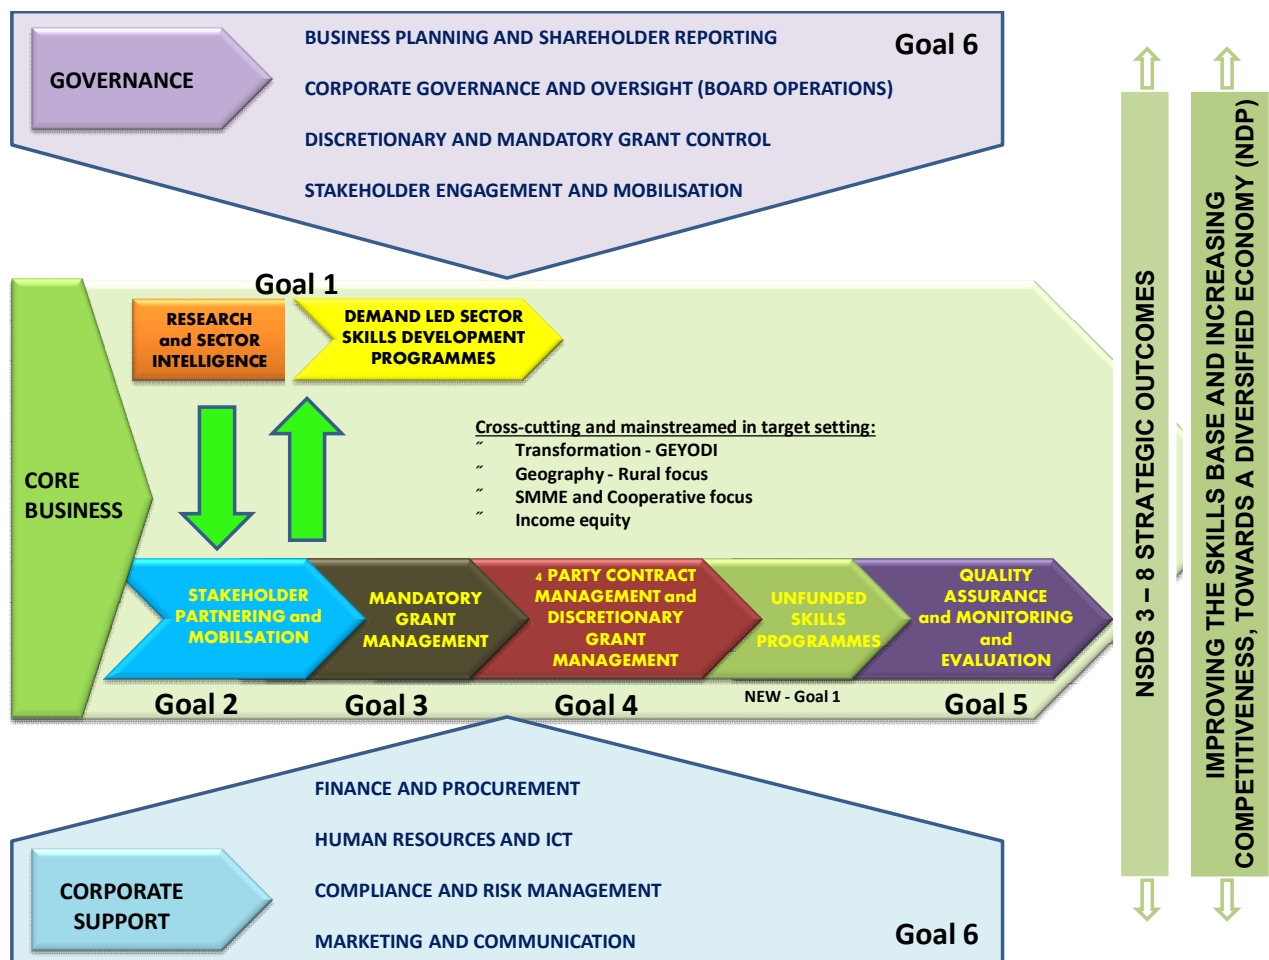 GOVERNANCE
BUSINESS PLANNING AND SHAREHOLDER REPORTING
Goal 6
CORPORATE GOVERNANCE AND OVERSIGHT (BOARD OPERATIONS)
DISCRETIONARY AND MANDATORY GRANT CONTROL
STAKEHOLDER ENGAGEMENT AND MOBILISATION
CORE
BUSINESS
Goal 1
RESEARCH
and SECTOR
INTELLIGENCE
DEMAND LED SECTOR
SKILLS DEVELOPMENT
PROGRAMMES
Cross-cutting and mainstreamed in target setting:
˝ Transformation - GEYODI
˝ Geography - Rural focus
˝ SMME and Cooperative focus
˝ Income equity
STAKEHOLDER
PARTNERING and
MOBILSATION
MANDATORY
GRANT
MANAGEMENT
4 PARTY CONTRACT
MANAGEMENT and
DISCRETIONARY
GRANT
MANAGEMENT
UNFUNDED
SKILLS
PROGRAMMES
QUALITY
ASSURANCE
and MONITORING
and
EVALUATION
Goal 2
Goal 3
Goal 4
NEW - Goal 1
Goal 5
CORPORATE
SUPPORT
FINANCE AND PROCUREMENT
HUMAN RESOURCES AND ICT
COMPLIANCE AND RISK MANAGEMENT
MARKETING AND COMMUNICATION
Goal 6
NSDS 3 – 8 STRATEGIC OUTCOMES
IMPROVING THE SKILLS BASE AND INCREASING
COMPETITIVENESS, TOWARDS A DIVERSIFIED ECONOMY (NDP)